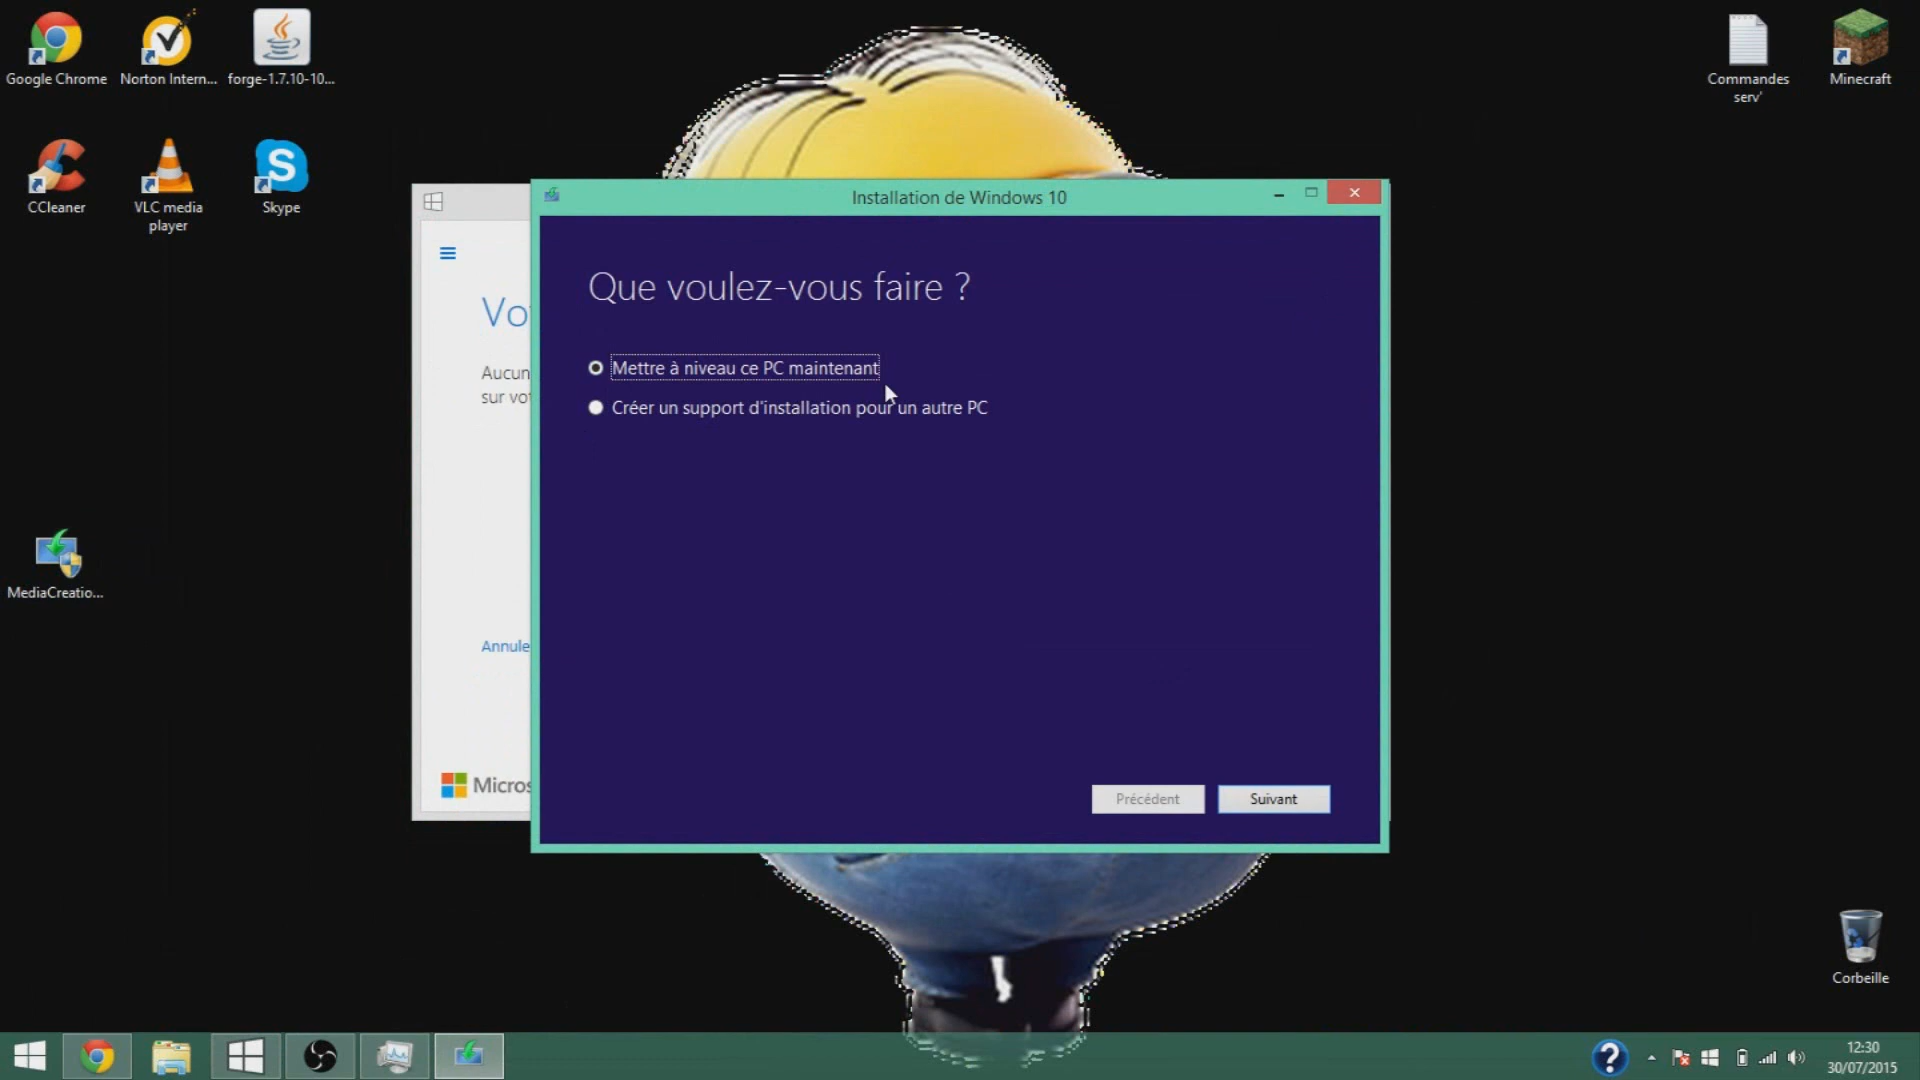 Google Chrome
Norton Intern...
forge-1.7.10-10...
Commandes
serv'
Minecraft
CCleaner
VLC media
player
Skype
Installation de Windows 10
Que voulez-vous faire ?
Vo
Mettre à niveau ce PC maintenant
Aucun
sur vot
Créer un support d'installation pour un autre PC
MediaCreatio...
Annule
Micros
Précédent
Suivant
Corbeille
12:30
30/07/2015